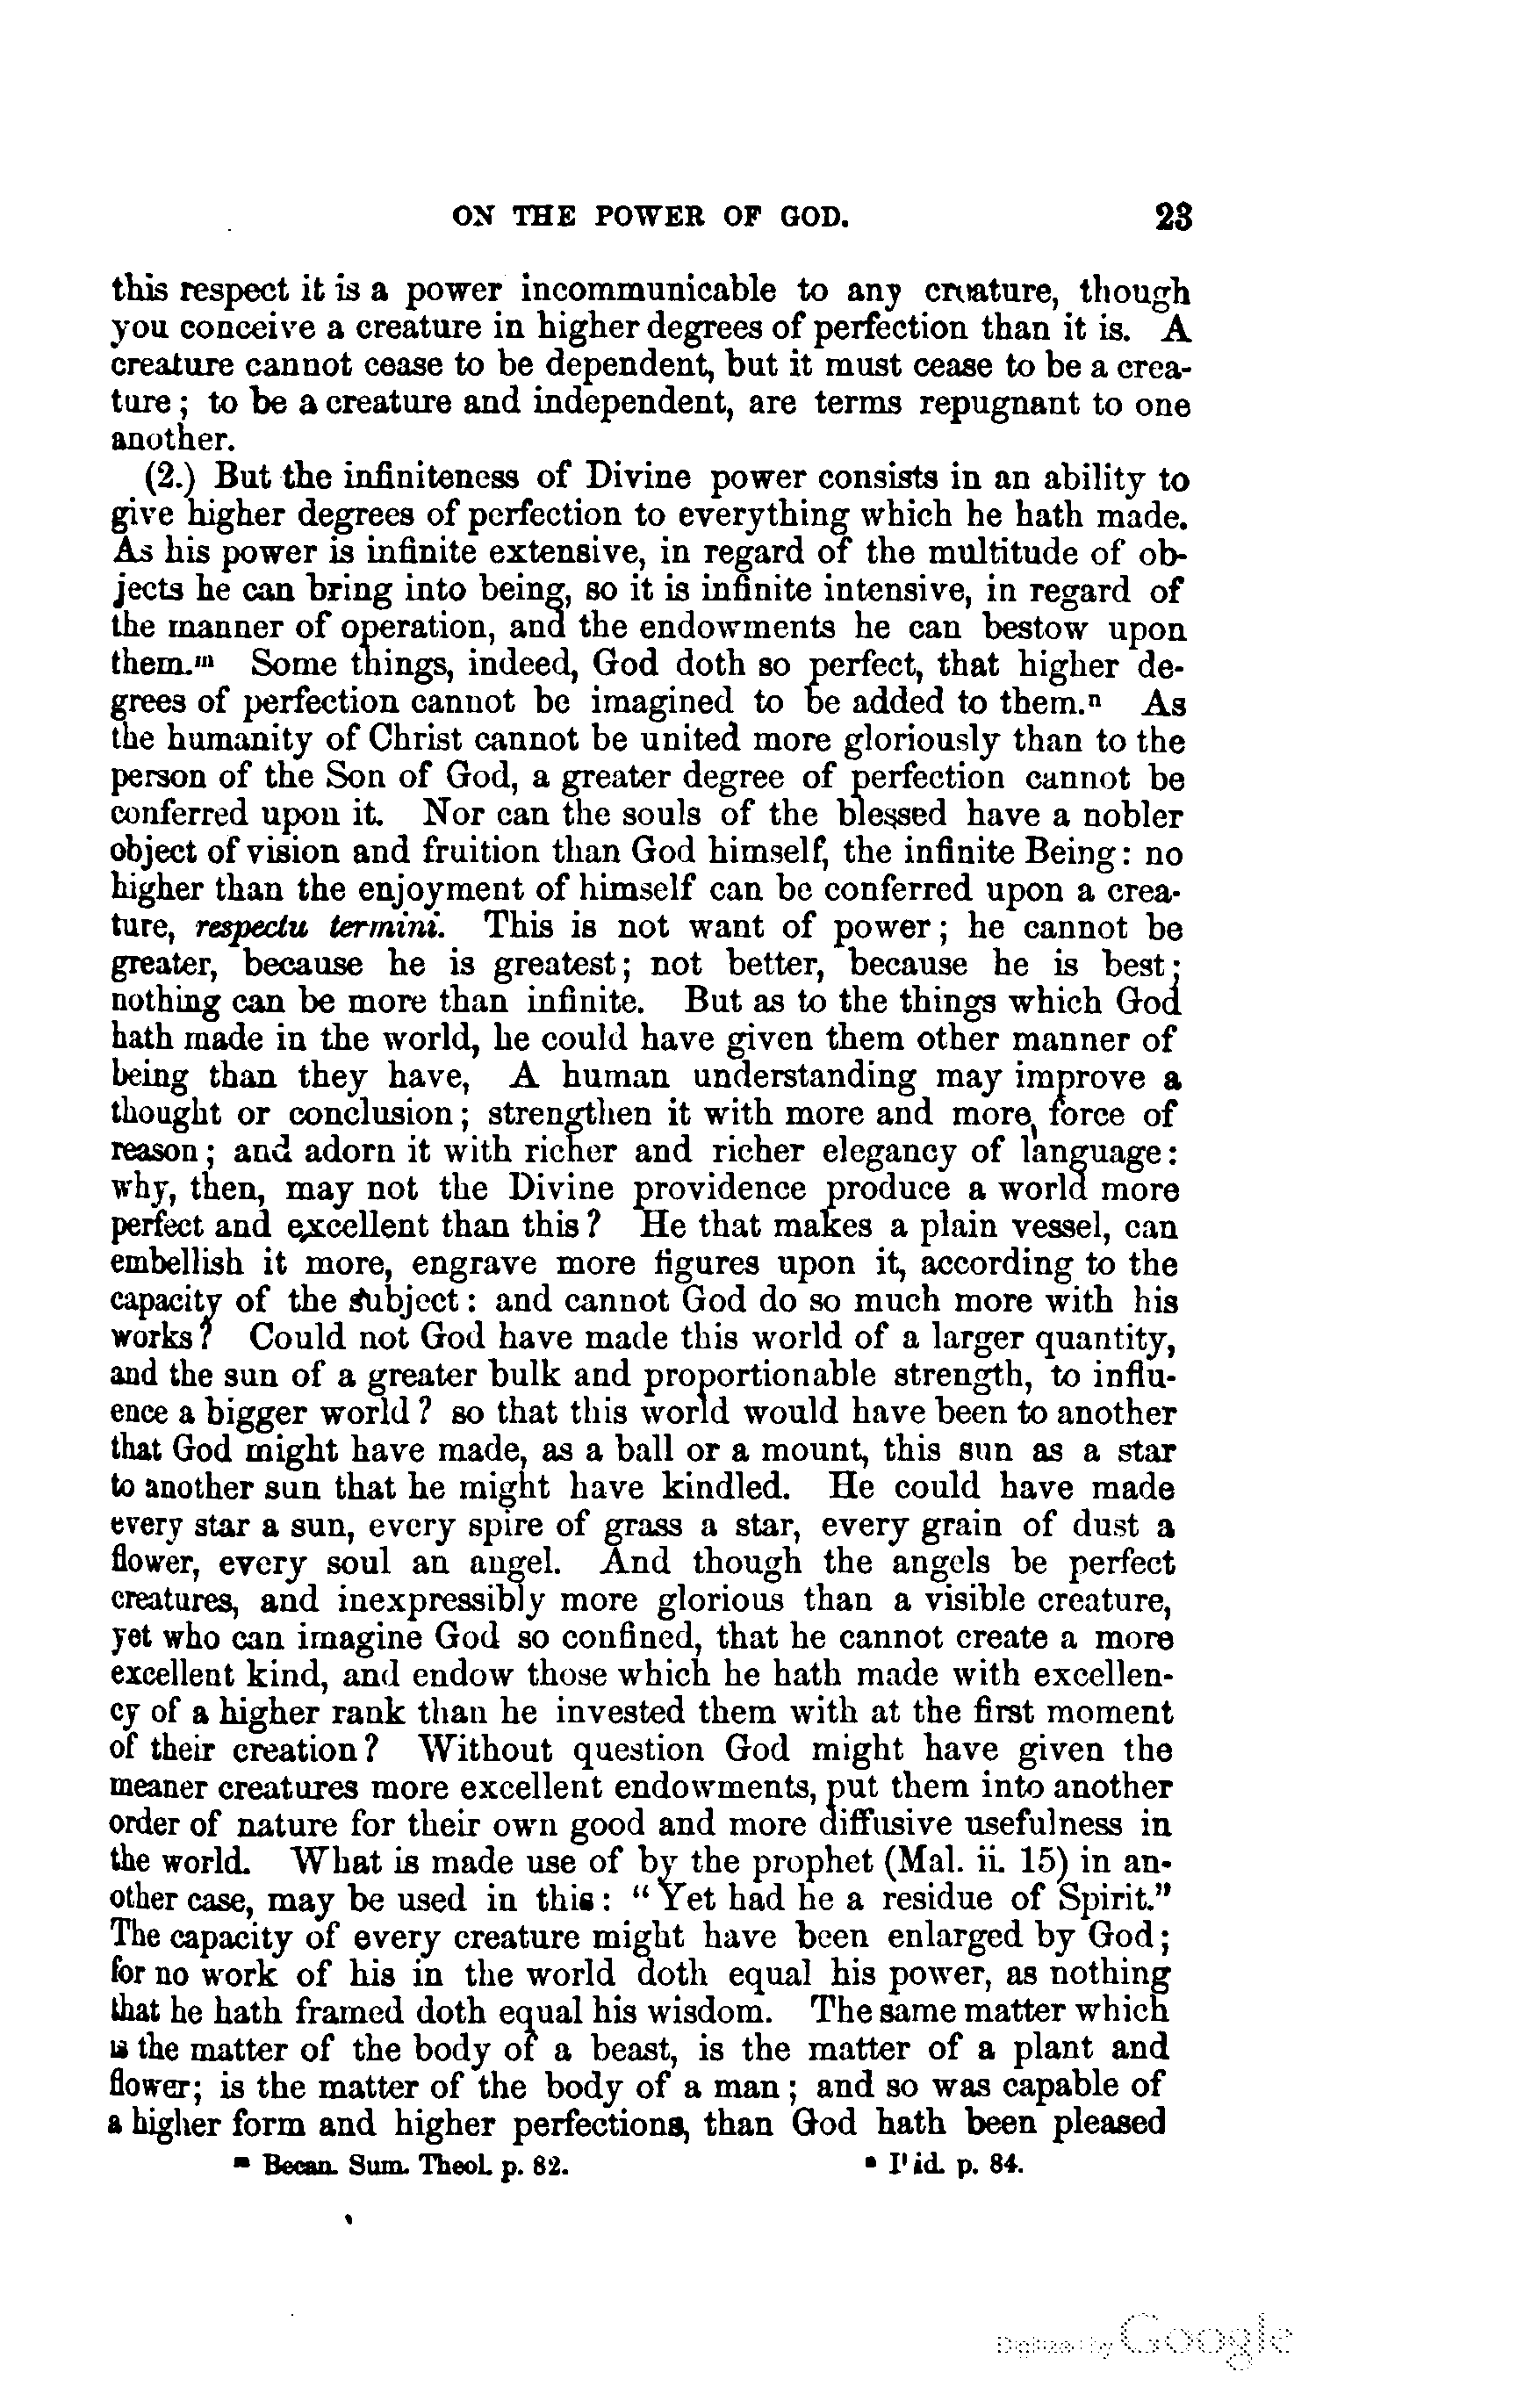 ON THE POWER OF GOD. 23
this respect it is a power incommunicable to any creature, though
you conceive a creature in higher degrees of perfection than it is. A
creature cannot cease to be dependent, but it must cease to be a crea-
ture; to be a creature and independent, are terms repugnant to one
another.
(2.) But the infiniteness of Divine power consists in an ability to
give higher degrees of perfection to everything which he hath made.
As his power is infinite extensive, in regard of the multitude of ob-
jects he can bring into being, so it is infinite intensive, in regard of
the manner of operation, and the endowments he can bestow upon
them.ᵐ Some things, indeed, God doth so perfect, that higher de-
grees of perfection cannot be imagined to be added to them.ⁿ As
the humanity of Christ cannot be united more gloriously than to the
person of the Son of God, a greater degree of perfection cannot be
conferred upon it. Nor can the souls of the blessed have a nobler
object of vision and fruition than God himself, the infinite Being: no
higher than the enjoyment of himself can be conferred upon a crea-
ture, respectu termini. This is not want of power; he cannot be
greater, because he is greatest; not better, because he is best;
nothing can be more than infinite. But as to the things which God
hath made in the world, he could have given them other manner of
being than they have, A human understanding may improve a
thought or conclusion; strengthen it with more and more, force of
reason; and adorn it with richer and richer elegancy of language:
why, then, may not the Divine providence produce a world more
perfect and excellent than this? He that makes a plain vessel, can
embellish it more, engrave more figures upon it, according to the
capacity of the subject: and cannot God do so much more with his
works? Could not God have made this world of a larger quantity,
and the sun of a greater bulk and proportionable strength, to influ-
ence a bigger world? so that this world would have been to another
that God might have made, as a ball or a mount, this sun as a star
to another sun that he might have kindled. He could have made
every star a sun, every spire of grass a star, every grain of dust a
flower, every soul an angel. And though the angels be perfect
creatures, and inexpressibly more glorious than a visible creature,
yet who can imagine God so confined, that he cannot create a more
excellent kind, and endow those which he hath made with excellen-
cy of a higher rank than he invested them with at the first moment
of their creation? Without question God might have given the
meaner creatures more excellent endowments, put them into another
order of nature for their own good and more diffusive usefulness in
the world. What is made use of by the prophet (Mal. ii. 15) in an-
other case, may be used in this: "Yet had he a residue of Spirit."
The capacity of every creature might have been enlarged by God;
for no work of his in the world doth equal his power, as nothing
that he hath framed doth equal his wisdom. The same matter which
is the matter of the body of a beast, is the matter of a plant and
flower; is the matter of the body of a man; and so was capable of
a higher form and higher perfections, than God hath been pleased
ᵐ Becan. Sum. Theol. p. 82. ⁿ Ibid. p. 84.
Digitized by Google